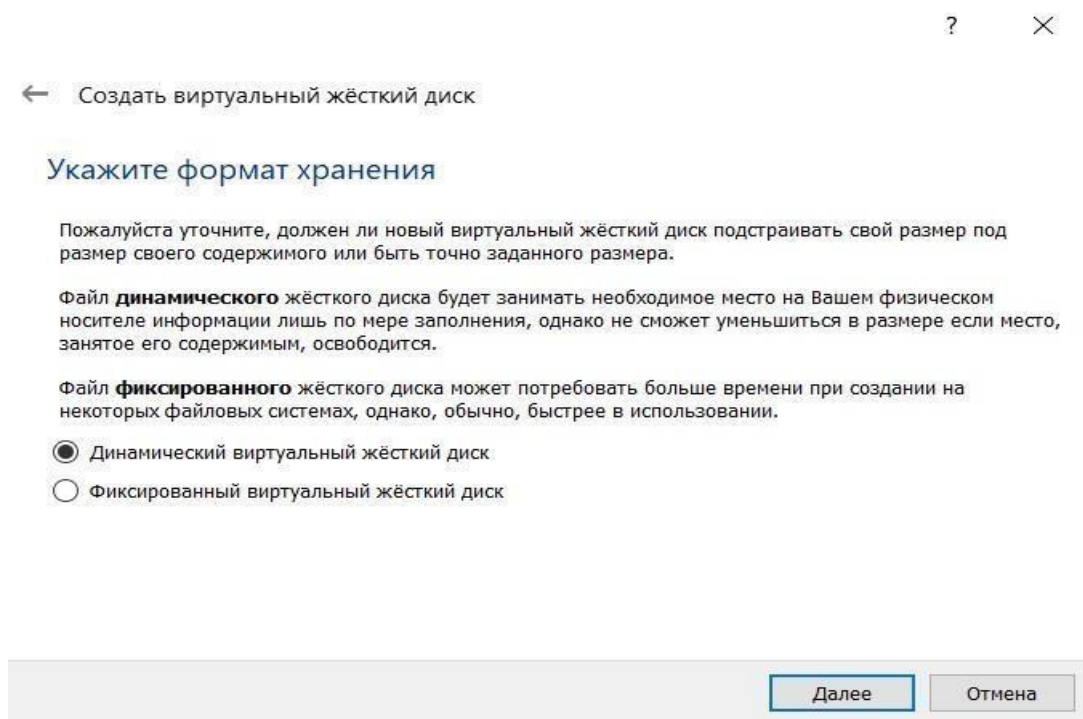 ?
Создать виртуальный жёсткий диск
Укажите формат хранения
Пожалуйста уточните, должен ли новый виртуальный жёсткий диск подстраивать свой размер под
размер своего содержимого или быть точно заданного размера.
Файл динамического жёсткого диска будет занимать необходимое место на Вашем физическом
носителе информации лишь по мере заполнения, однако не сможет уменьшиться в размере если место,
занятое его содержимым, освободится.
Файл фиксированного жёсткого диска может потребовать больше времени при создании на
некоторых файловых системах, однако, обычно, быстрее в использовании.
Динамический виртуальный жёсткий диск
Фиксированный виртуальный жёсткий диск
Далее Отмена